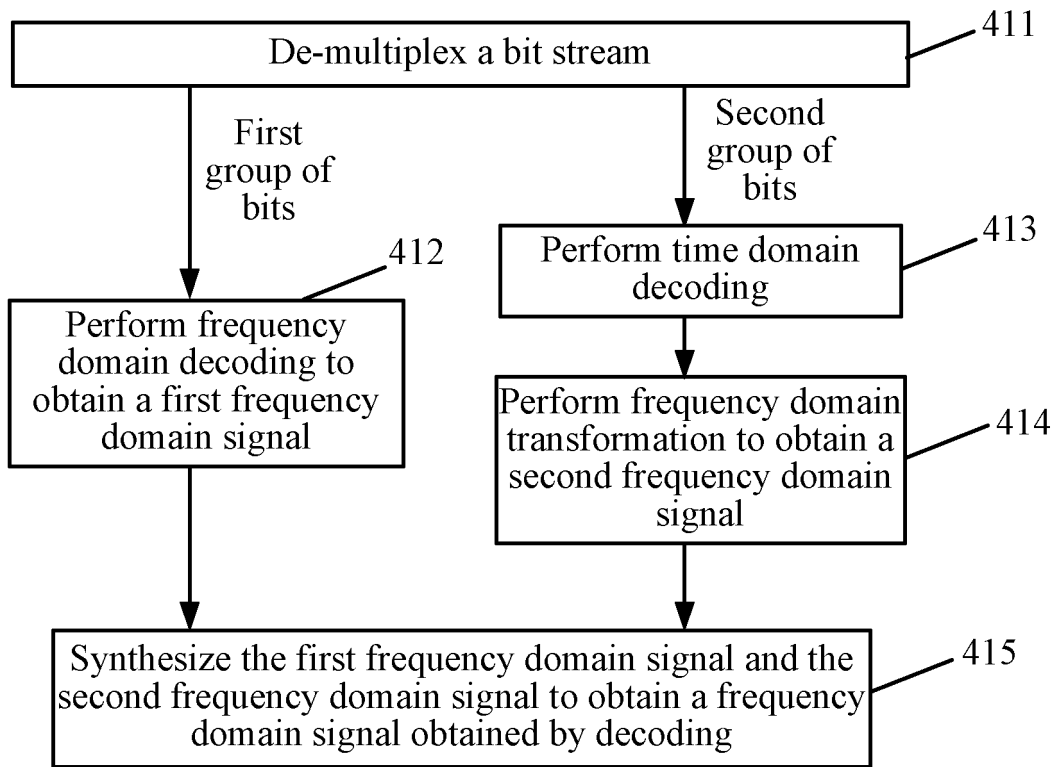 De-multiplex a bit stream
411
First
group of
bits
Second
group of
bits
412
Perform frequency
domain decoding to
obtain a first frequency
domain signal
Perform time domain
decoding
413
Perform frequency domain
transformation to obtain a
second frequency domain
signal
414
Synthesize the first frequency domain signal and the
second frequency domain signal to obtain a frequency
domain signal obtained by decoding
415